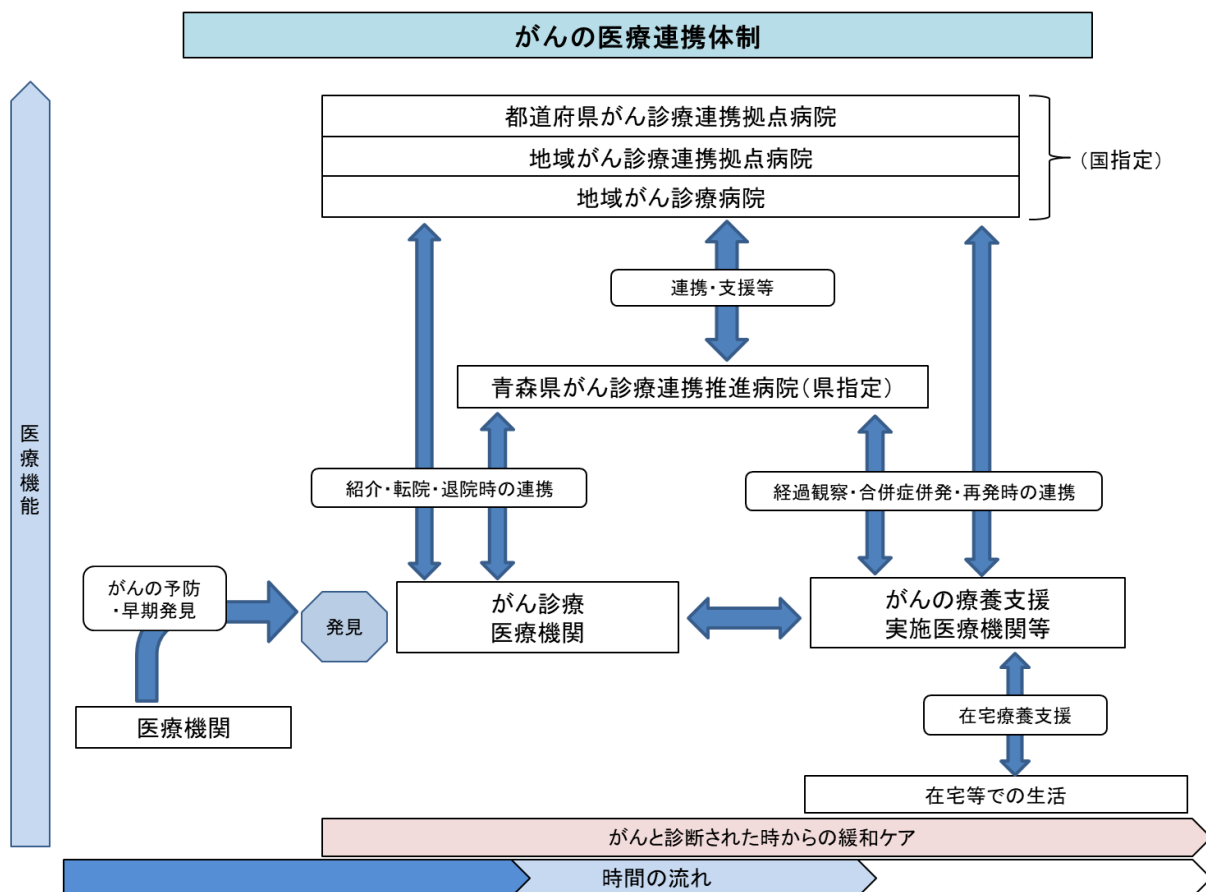 がんの医療連携体制
都道府県がん診療連携拠点病院
地域がん診療連携拠点病院
地域がん診療病院
(国指定)
連携・支援等
青森県がん診療連携推進病院(県指定)
医療機能
紹介・転院・退院時の連携
経過観察・合併症併発・再発時の連携
がんの予防
・早期発見
発見
がん診療
医療機関
がんの療養支援
実施医療機関等
医療機関
在宅療養支援
在宅等での生活
がんと診断された時からの緩和ケア
時間の流れ